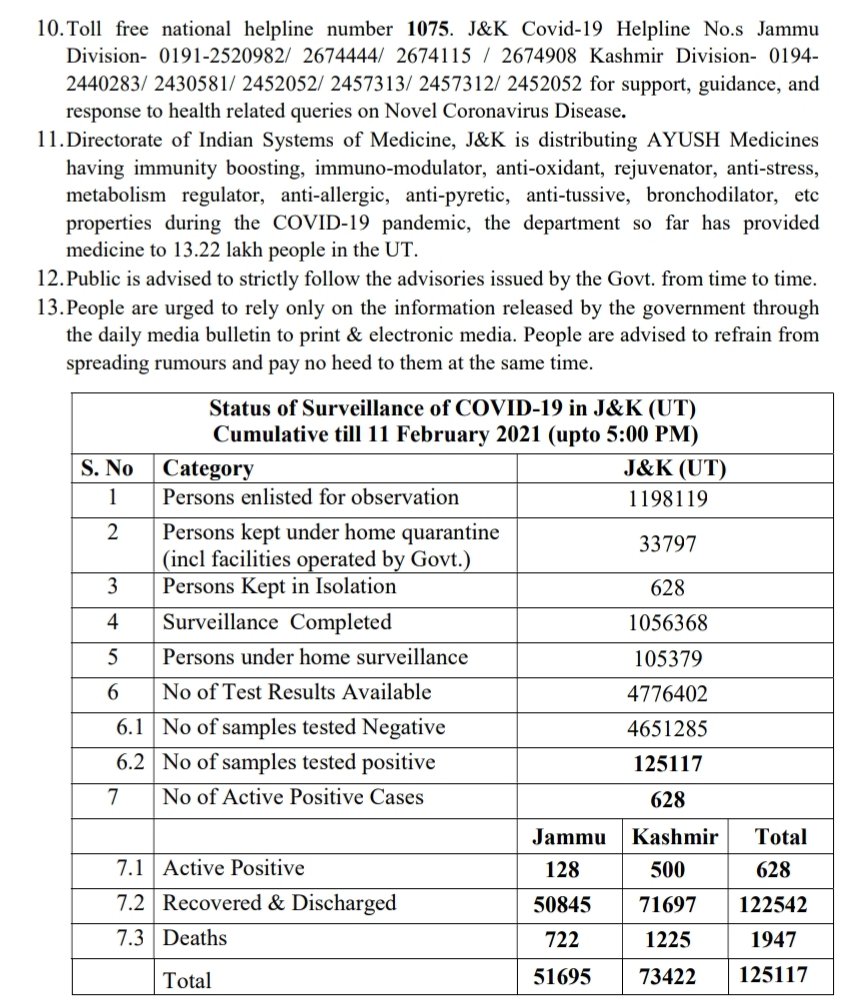 10.Toll free national helpline number 1075. J&K Covid-19 Helpline No.s Jammu
Division- 0191-2520982/ 2674444/ 2674115 / 2674908 Kashmir Division- 0194-
2440283/ 2430581/ 2452052/ 2457313/ 2457312/ 2452052 for support, guidance, and
response to health related queries on Novel Coronavirus Disease.
11.Directorate of Indian Systems of Medicine, J&K is distributing AYUSH Medicines
having immunity boosting, immuno-modulator, anti-oxidant, rejuvenator, anti-stress,
metabolism regulator, anti-allergic, anti-pyretic, anti-tussive, bronchodilator, etc
properties during the COVID-19 pandemic, the department so far has provided
medicine to 13.22 lakh people in the UT.
12.Public is advised to strictly follow the advisories issued by the Govt. from time to time.
13.People are urged to rely only on the information released by the government through
the daily media bulletin to print & electronic media. People are advised to refrain from
spreading rumours and pay no heed to them at the same time.
Status of Surveillance of COVID-19 in J&K (UT)
Cumulative till 11 February 2021 (upto 5:00 PM)
S. No Category J&K (UT)
1 Persons enlisted for observation 1198119
2 Persons kept under home quarantine
(incl facilities operated by Govt.) 33797
3 Persons Kept in Isolation 628
4 Surveillance Completed 1056368
5 Persons under home surveillance 105379
6 No of Test Results Available 4776402
6.1 No of samples tested Negative 4651285
6.2 No of samples tested positive 125117
7 No of Active Positive Cases 628
Jammu Kashmir Total
7.1 Active Positive 128 500 628
7.2 Recovered & Discharged 50845 71697 122542
7.3 Deaths 722 1225 1947
Total 51695 73422 125117